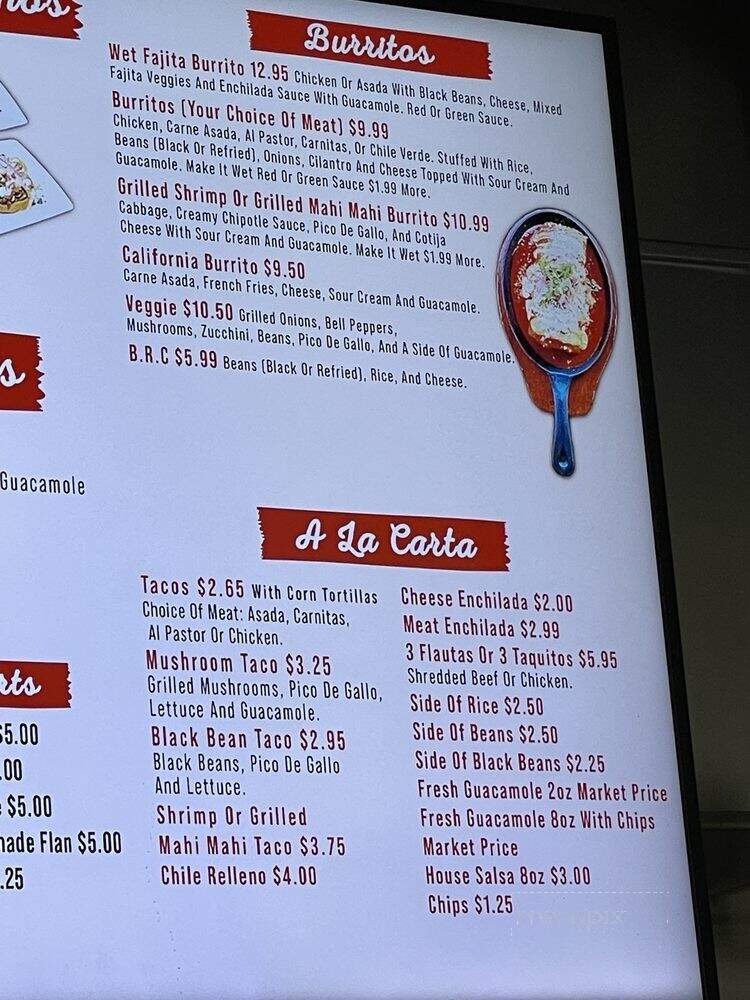 Burritos
Wet Fajita Burrito 12.95 Chicken Or Asada With Black Beans, Cheese, Mixed
Fajita Veggies And Enchilada Sauce With Guacamole. Red Or Green Sauce.
Burritos (Your Choice Of Meat) $9.99
Chicken, Carne Asada, Al Pastor, Carnitas, Or Chile Verde. Stuffed With Rice,
Beans (Black Or Refried), Onions, Cilantro And Cheese Topped With Sour Cream And
Guacamole. Make It Wet Red Or Green Sauce $1.99 More.
Grilled Shrimp Or Grilled Mahi Mahi Burrito $10.99
Cabbage, Creamy Chipotle Sauce, Pico De Gallo, And Cotija
Cheese With Sour Cream And Guacamole. Make It Wet $1.99 More.
California Burrito $9.50
Carne Asada, French Fries, Cheese, Sour Cream And Guacamole.
Veggie $10.50 Grilled Onions, Bell Peppers,
Mushrooms, Zucchini, Beans, Pico De Gallo, And A Side Of Guacamole.
B.R.C $5.99 Beans (Black Or Refried), Rice, And Cheese.
Guacamole
$5.00
.00
$5.00
made Flan $5.00
.25
A La Carta
Tacos $2.65 With Corn Tortillas
Choice Of Meat: Asada, Carnitas,
Al Pastor Or Chicken.
Mushroom Taco $3.25
Grilled Mushrooms, Pico De Gallo,
Lettuce And Guacamole.
Black Bean Taco $2.95
Black Beans, Pico De Gallo
And Lettuce.
Shrimp Or Grilled
Mahi Mahi Taco $3.75
Chile Relleno $4.00
Cheese Enchilada $2.00
Meat Enchilada $2.99
3 Flautas Or 3 Taquitos $5.95
Shredded Beef Or Chicken.
Side Of Rice $2.50
Side Of Beans $2.50
Side Of Black Beans $2.25
Fresh Guacamole 2oz Market Price
Fresh Guacamole 8oz With Chips
Market Price
House Salsa 8oz $3.00
Chips $1.25